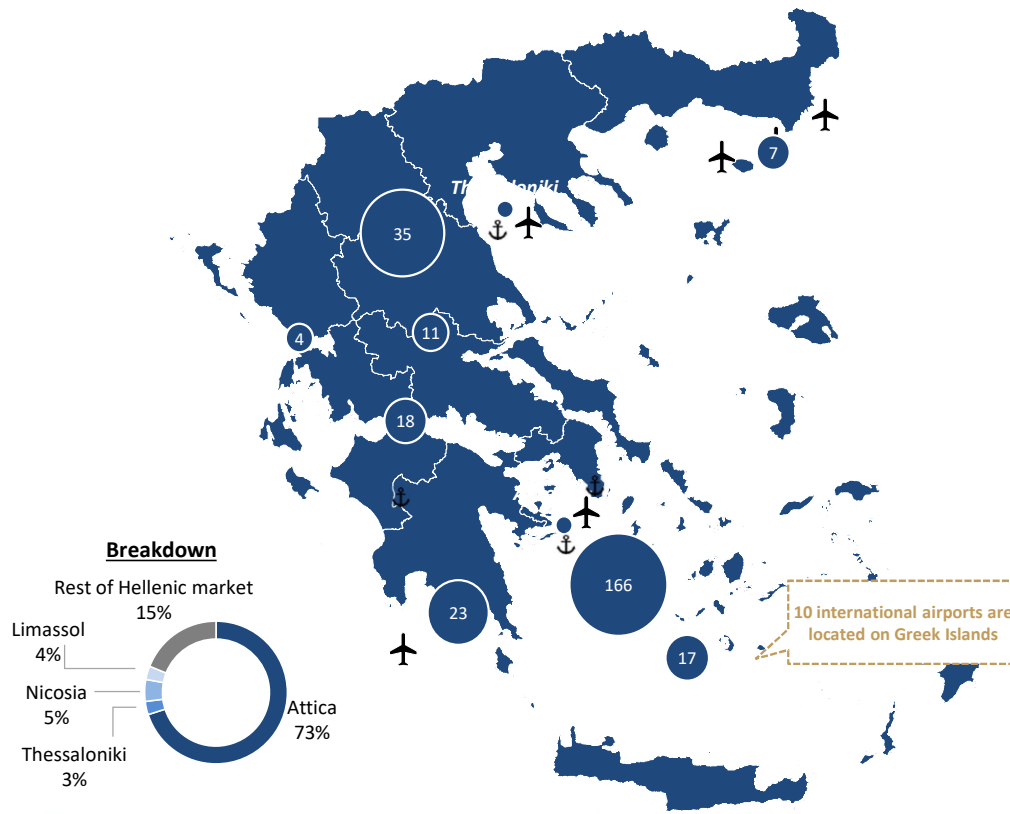 7
Thessaloniki
35
4
11
18
166
23
17
10 international airports are
located on Greek Islands
Breakdown
Rest of Hellenic market
15%
Limassol
4%
Nicosia
5%
Thessaloniki
3%
Attica
73%